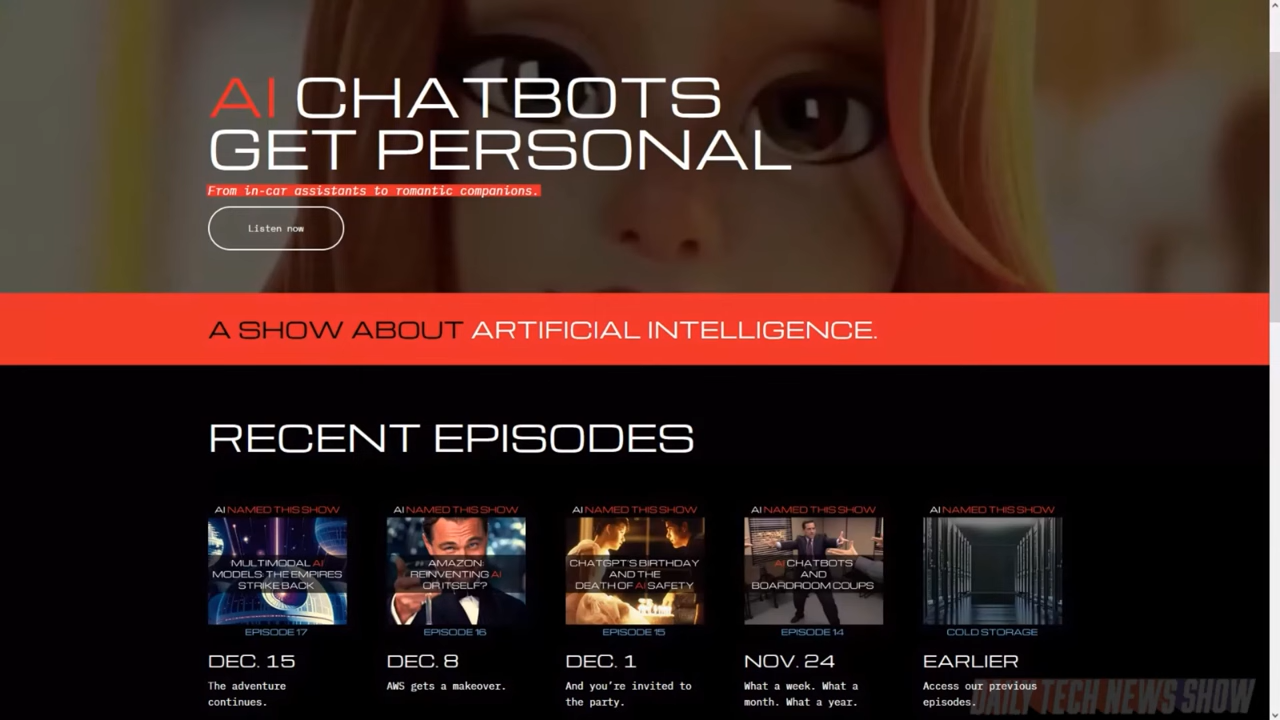 AI CHATBOTS
GET PERSONAL
From in-car assistants to romantic companions.
Listen now
A SHOW ABOUT ARTIFICIAL INTELLIGENCE.
RECENT EPISODES
AI NAMED THIS SHOW
MULTIMODAL AI
MODELS: THE EMPIRES
STRIKE BACK
EPISODE 17
DEC. 15
The adventure
continues.
AI NAMED THIS SHOW
AMAZON:
REINVENTING AI
OR ITSELF?
EPISODE 16
DEC. 8
AWS gets a makeover.
AI NAMED THIS SHOW
CHATGPT'S BIRTHDAY
AND THE
DEATH OF AI SAFETY
EPISODE 15
DEC. 1
And you're invited to
the party.
AI NAMED THIS SHOW
AI CHATBOTS
AND
BOARDROOM COUPS
EPISODE 14
NOV. 24
What a week. What a
month. What a year.
AI NAMED THIS SHOW
COLD STORAGE
EARLIER
Access our previous
episodes.
DAILY TECH NEWS SHOW